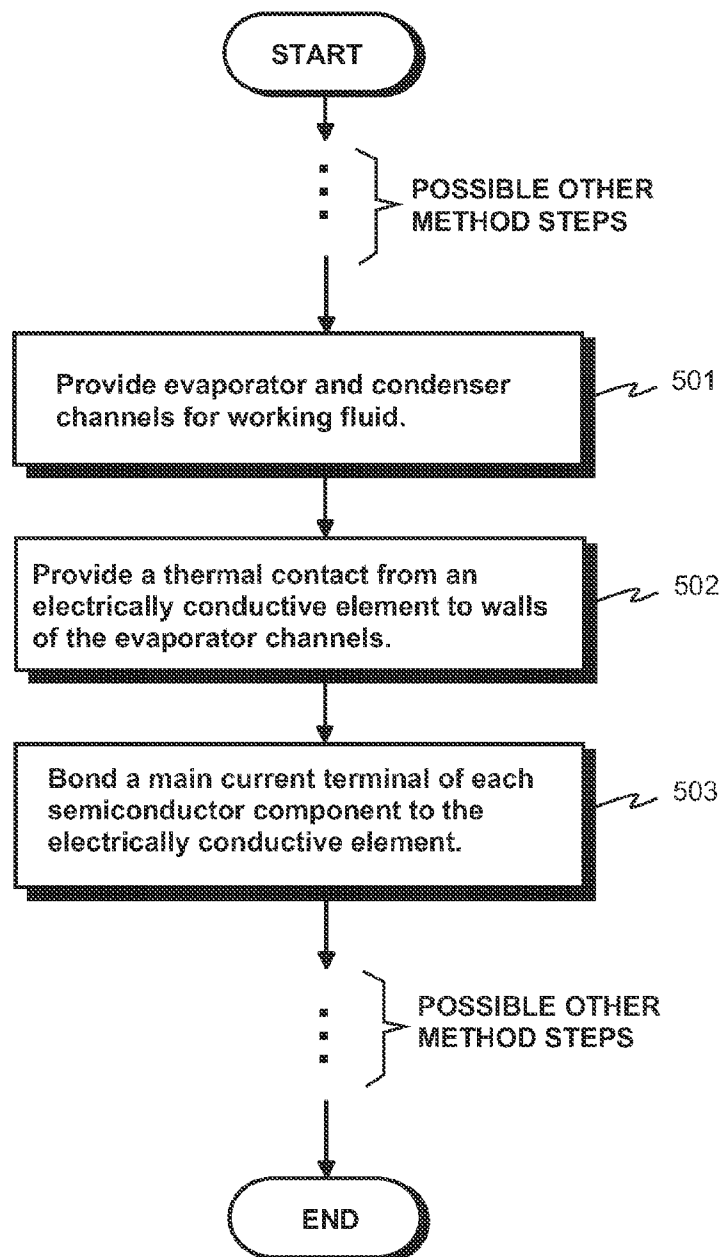 START
POSSIBLE OTHER
METHOD STEPS
Provide evaporator and condenser
channels for working fluid.
501
Provide a thermal contact from an
electrically conductive element to walls
of the evaporator channels.
502
Bond a main current terminal of each
semiconductor component to the
electrically conductive element.
503
POSSIBLE OTHER
METHOD STEPS
END